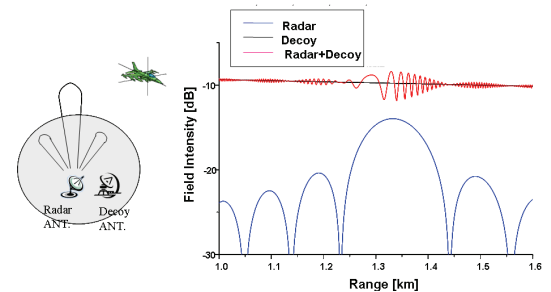 Radar
Decoy
Radar+Decoy
Radar
ANT.
Decoy
ANT.
Field Intensity [dB]
-10
-20
-30
1.0
1.1
1.2
1.3
1.4
1.5
1.6
Range [km]